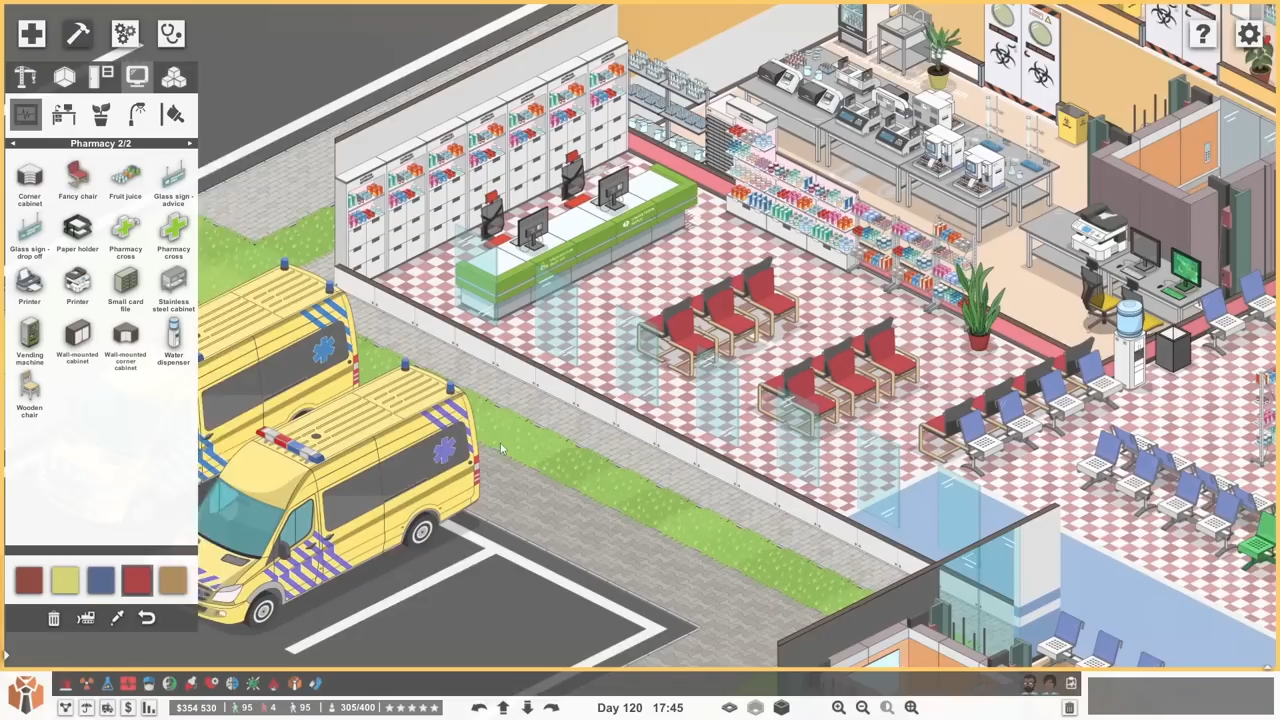 ?
Pharmacy 2/2
Corner cabinet
Fancy chair
Fruit juice
Glass sign - advice
Glass sign - drop off
Paper holder
Pharmacy cross
Pharmacy cross
Printer
Printer
Small card file
Stainless steel cabinet
Vending machine
Wall-mounted cabinet
Wall-mounted corner cabinet
Water dispenser
Wooden chair
$354 530
95
4
95
305/400
Day 120 17:45